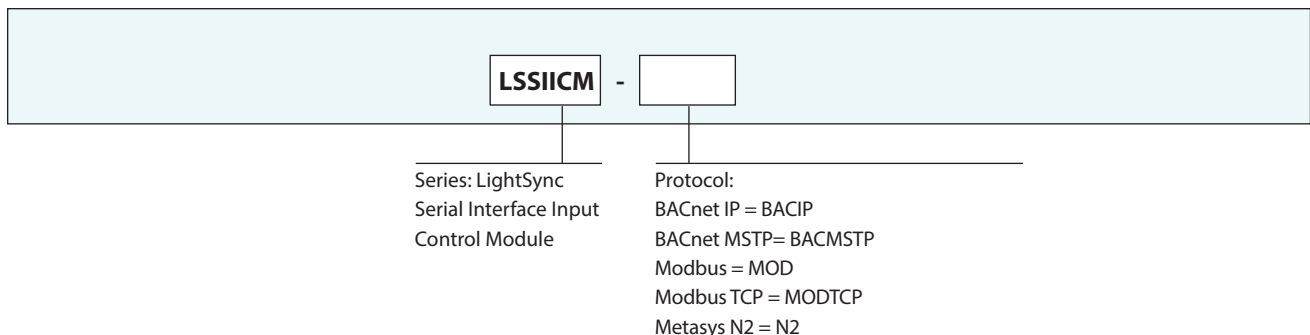 LSSIICM -
Series: LightSync
Serial Interface Input
Control Module
Protocol:
BACnet IP = BACIP
BACnet MSTP= BACMSTP
Modbus = MOD
Modbus TCP = MODTCP
Metasys N2 = N2